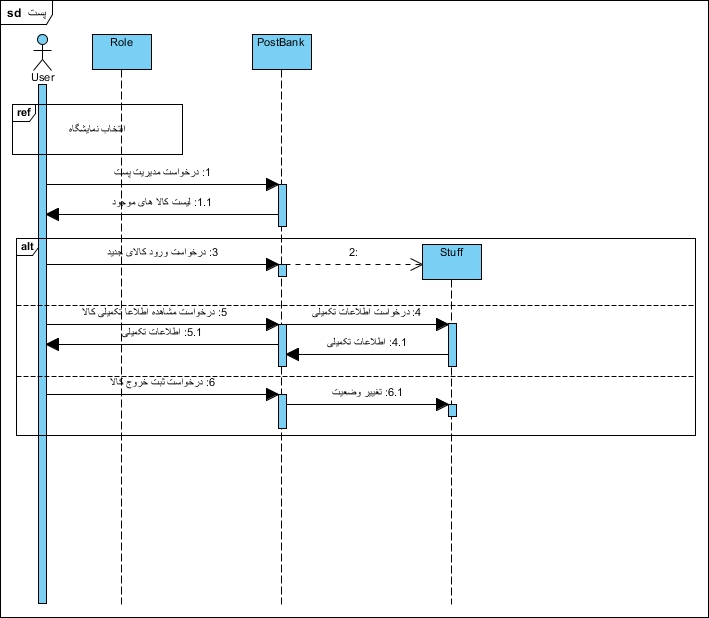 sd پست
Role
PostBank
User
ref
انتخاب نمایشگاه
1: درخواست مدیریت پست
1.1: لیست کالا های موجود
alt
3: درخواست ورود کالای جدید
2:
Stuff
5: درخواست مشاهده اطلاعا تکمیلی کالا
4: درخواست اطلاعات تکمیلی
5.1: اطلاعات تکمیلی
4.1: اطلاعات تکمیلی
6: درخواست ثبت خروج کالا
6.1: تغییر وضعیت